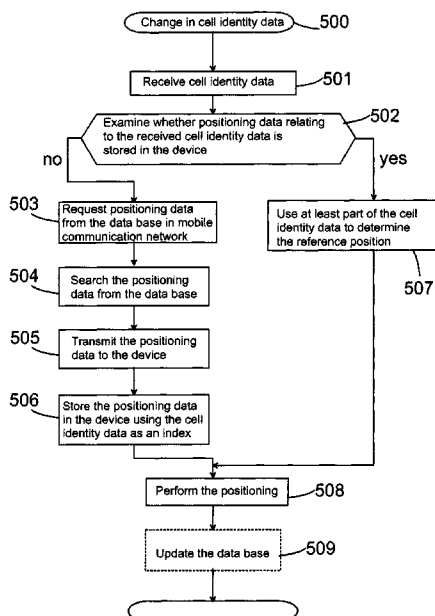 Change in cell identity data
500
Receive cell identity data
501
Examine whether positioning data relating
to the received cell identity data is
stored in the device
502
no
yes
503
Request positioning data
from the data base in mobile
communication network
Use at least part of the cell
identity data to determine
the reference position
507
504
Search the positioning
data from the data base
505
Transmit the positioning
data to the device
506
Store the positioning data
in the device using the cell
identity data as an index
Perform the positioning
508
Update the data base
509